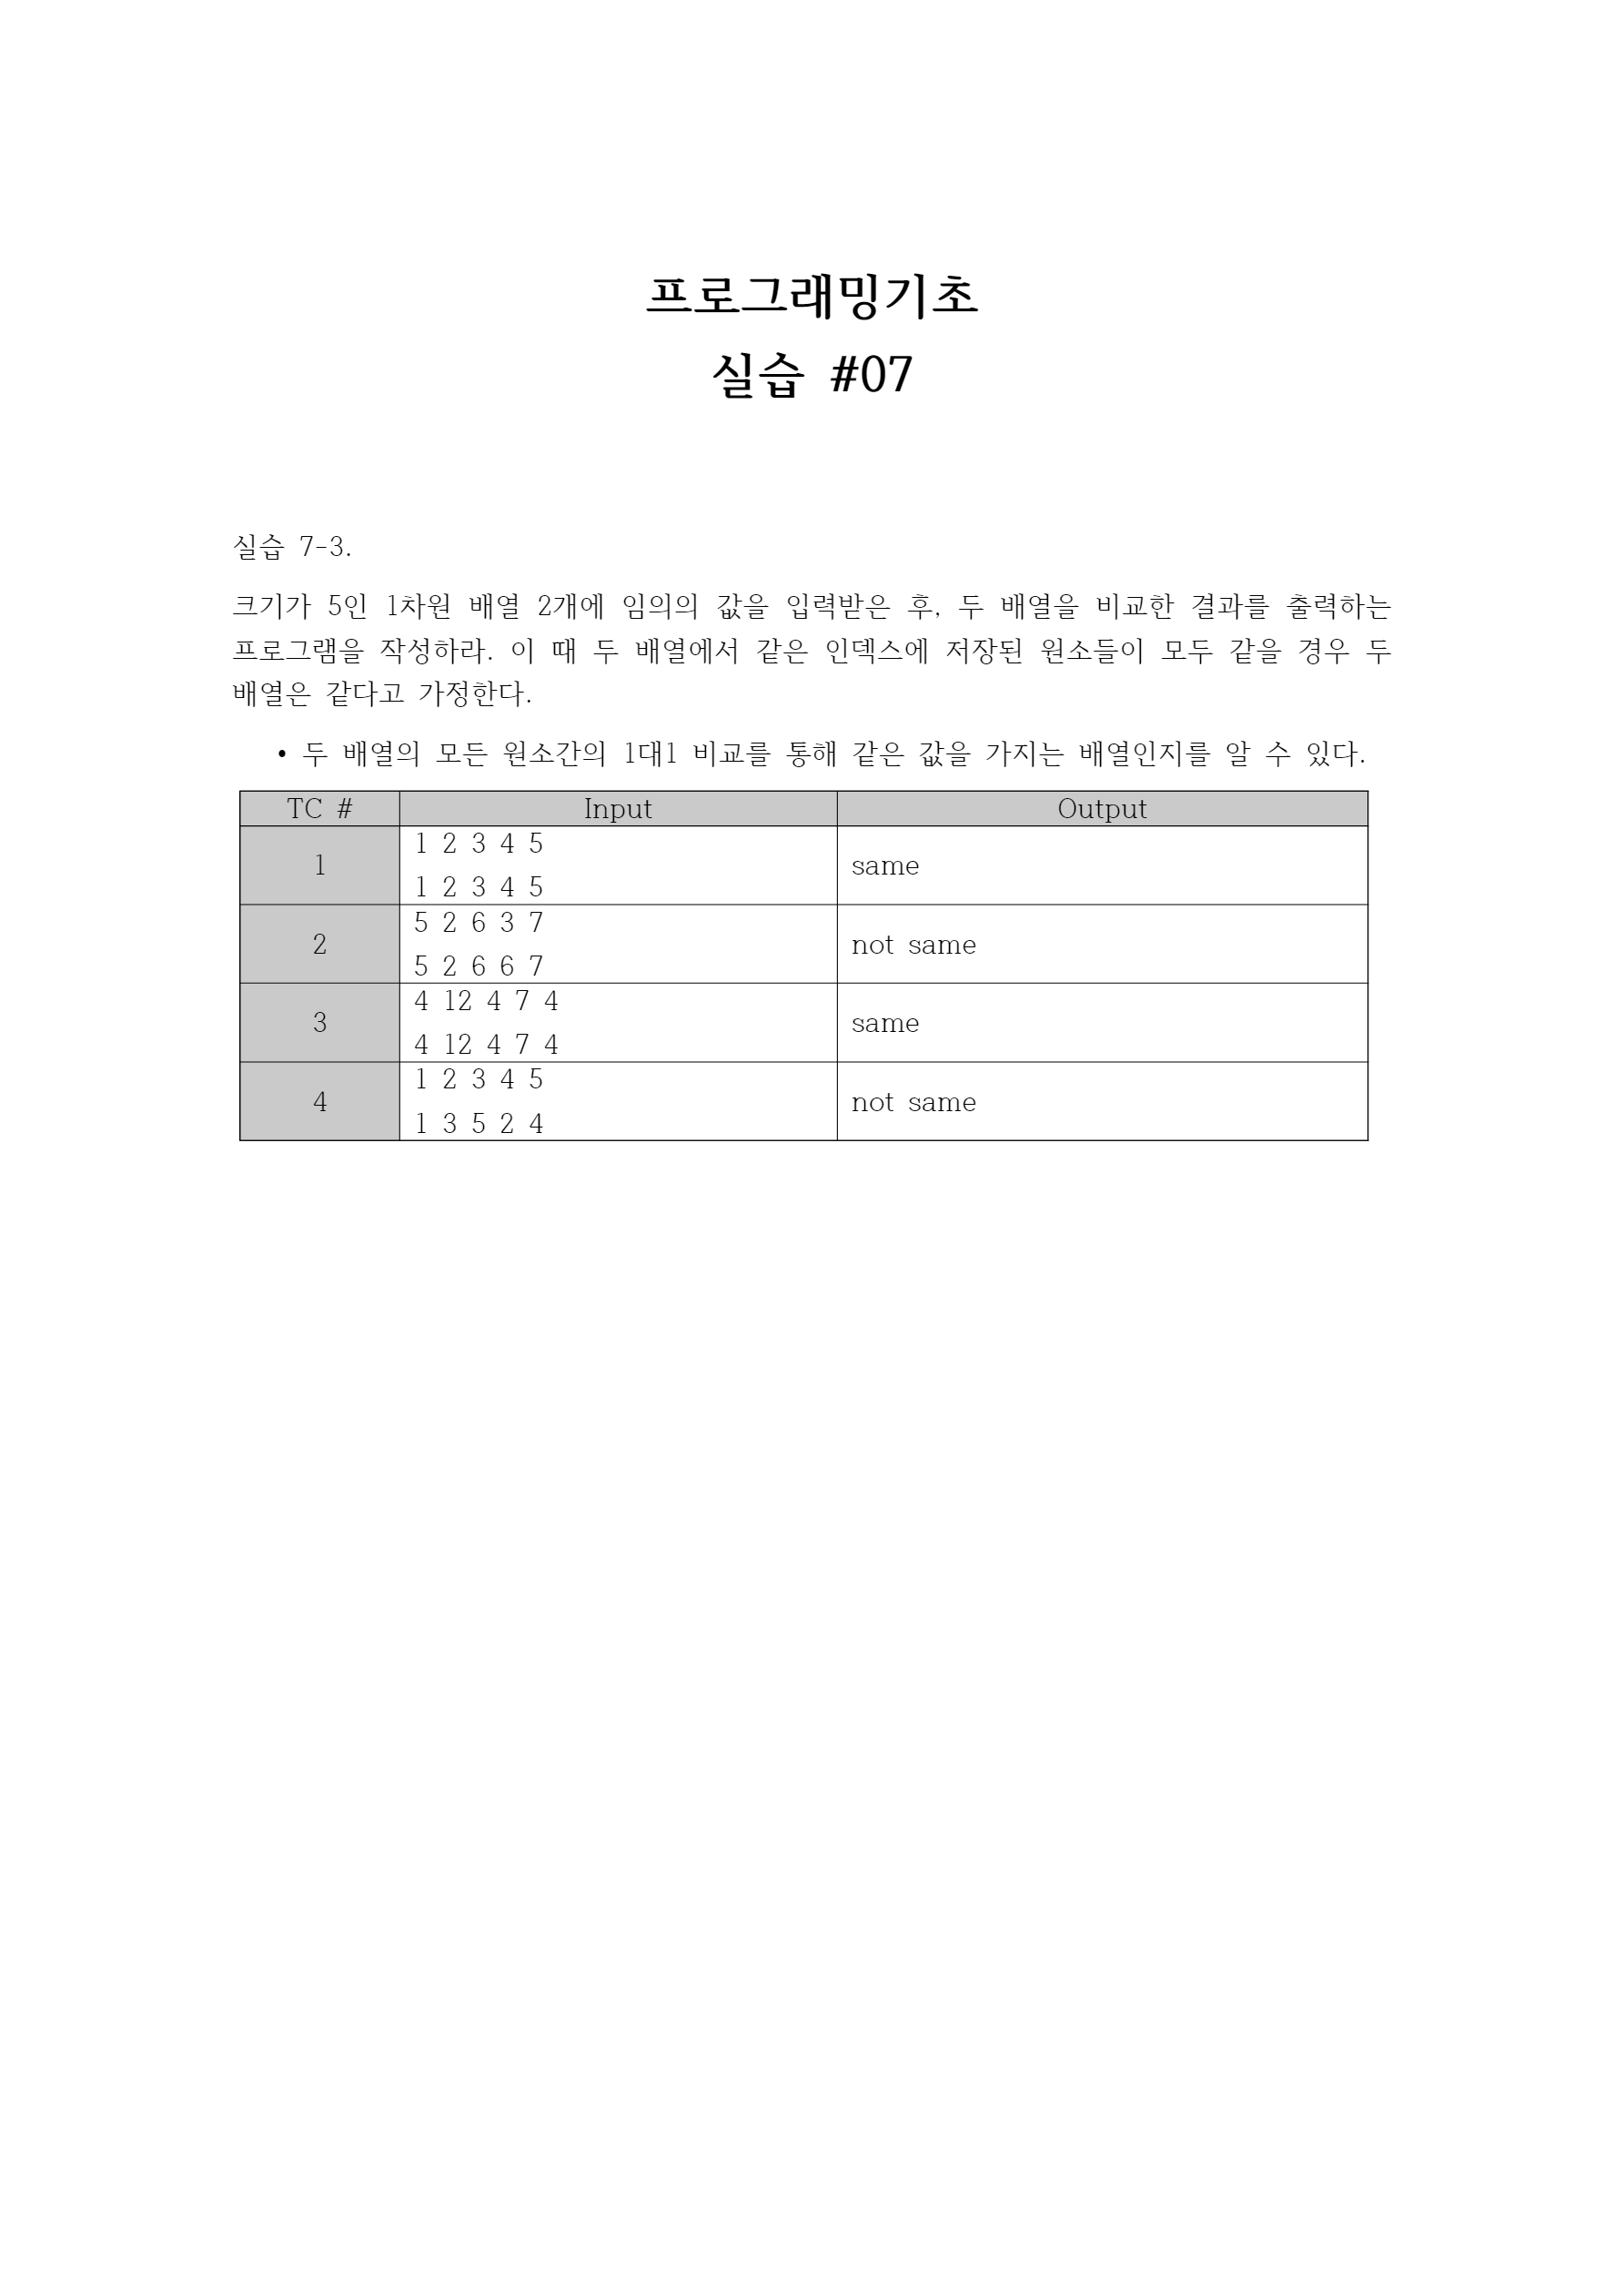 프로그래밍기초
실습 #07
실습 7-3.
크기가 5인 1차원 배열 2개에 임의의 값을 입력받은 후, 두 배열을 비교한 결과를 출력하는
프로그램을 작성하라. 이 때 두 배열에서 같은 인덱스에 저장된 원소들이 모두 같을 경우 두
배열은 같다고 가정한다.
• 두 배열의 모든 원소간의 1대1 비교를 통해 같은 값을 가지는 배열인지를 알 수 있다.
TC # Input Output
1
1 2 3 4 5
1 2 3 4 5
same
2
5 2 6 3 7
5 2 6 6 7
not same
3
4 12 4 7 4
4 12 4 7 4
same
4
1 2 3 4 5
1 3 5 2 4
not same